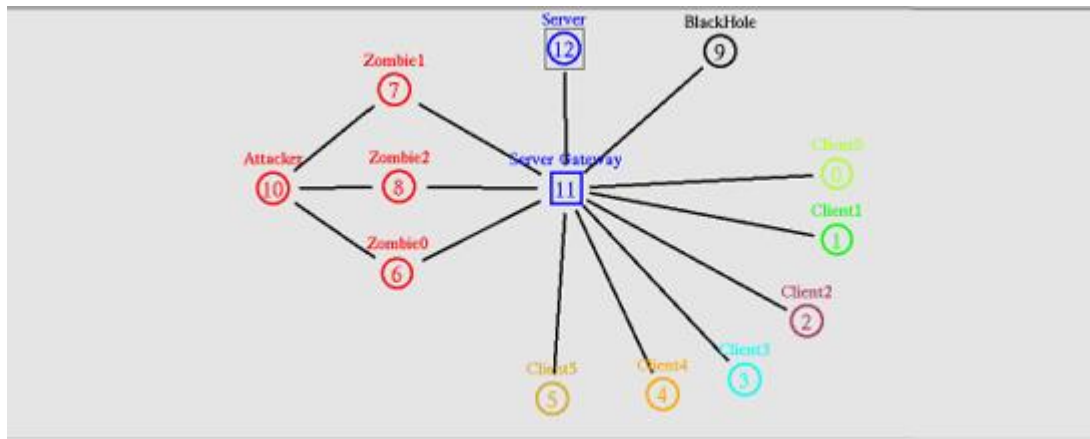 Server
12
BlackHole
9
Zombie1
7
Attacker
10
Zombie2
8
Server Gateway
11
Client0
0
Client1
1
Zombie0
6
Client2
2
Client3
3
Client4
4
Client5
5